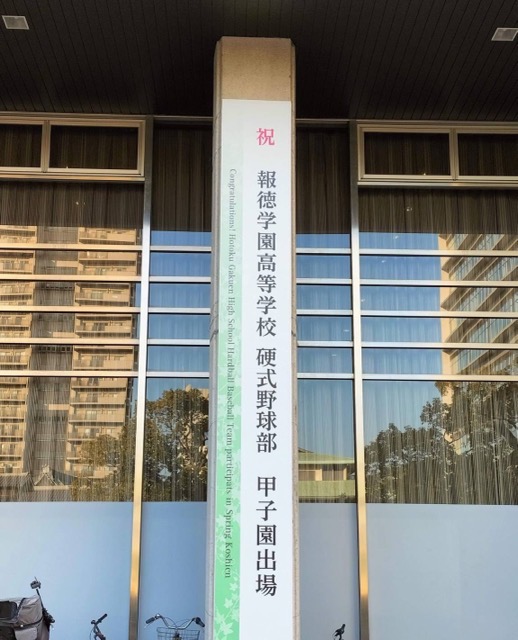 祝 報徳学園高等学校 硬式野球部 甲子園出場
Congratulations! Hotoku Gakuen High School Hardball Baseball Team participats in Spring Koshien